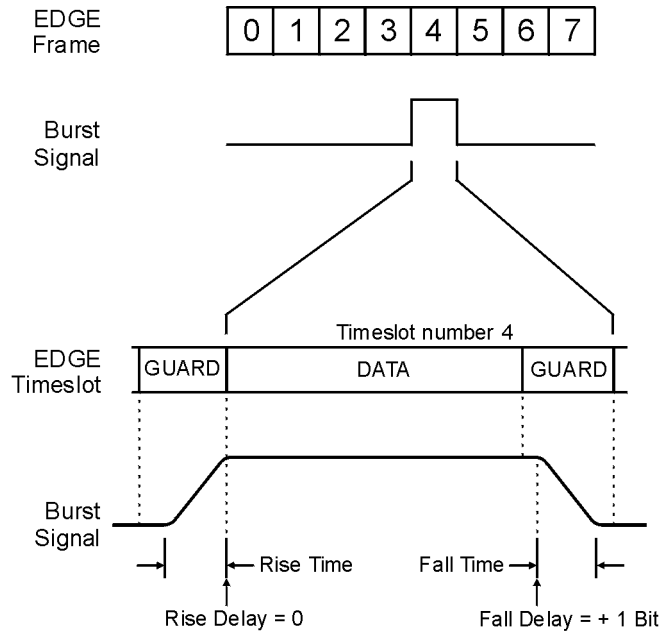 EDGE
Frame
0 1 2 3 4 5 6 7
Burst
Signal
Timeslot number 4
EDGE
Timeslot
GUARD DATA GUARD
Burst
Signal
Rise Time Fall Time
Rise Delay = 0 Fall Delay = + 1 Bit